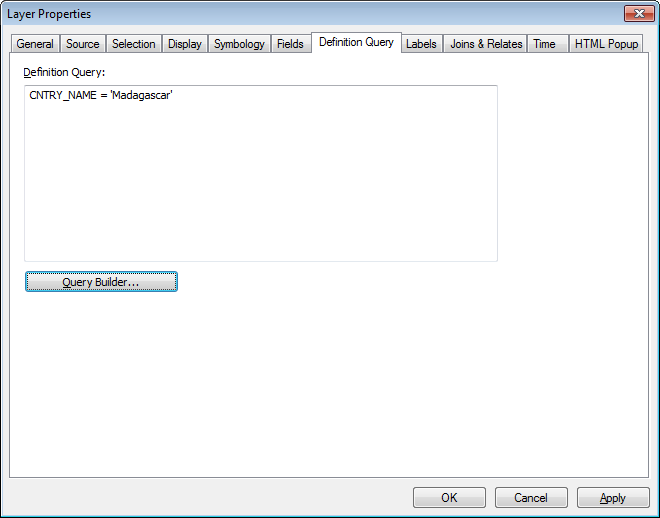 Layer Properties
General Source Selection Display Symbology Fields Definition Query Labels Joins & Relates Time HTML Popup
Definition Query:
CNTRY_NAME = 'Madagascar'
Query Builder...
OK Cancel Apply